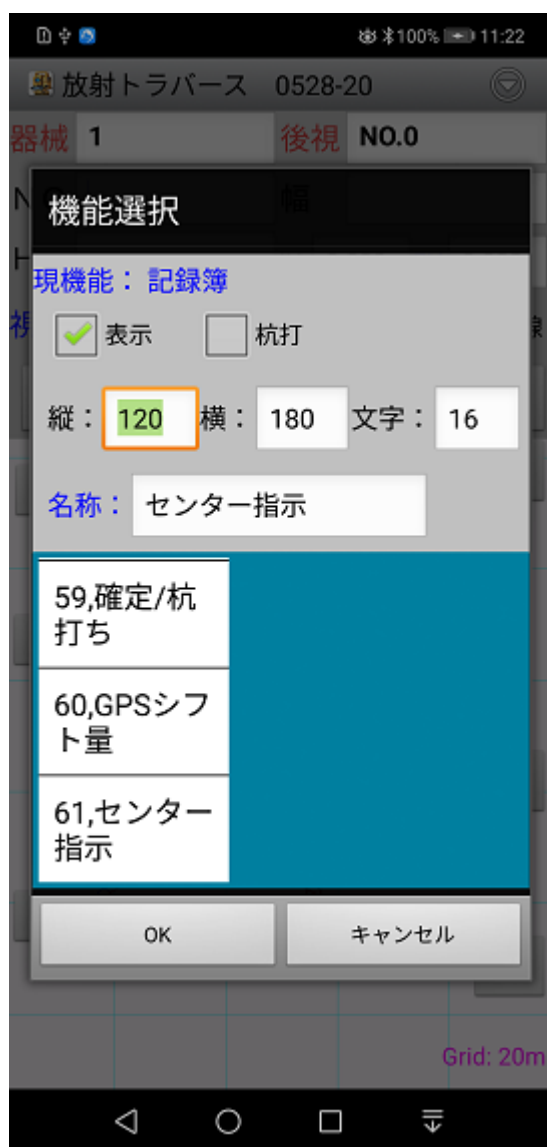 100% 11:22
放射トラバース 0528-20
器械 1 後視 NO.0
幅
機能選択
現機能： 記録簿
表示 杭打
縦： 120 横： 180 文字： 16
名称： センター指示
59,確定/杭
打ち
60,GPSシフ
ト量
61,センター
指示
OK キャンセル
Grid: 20m